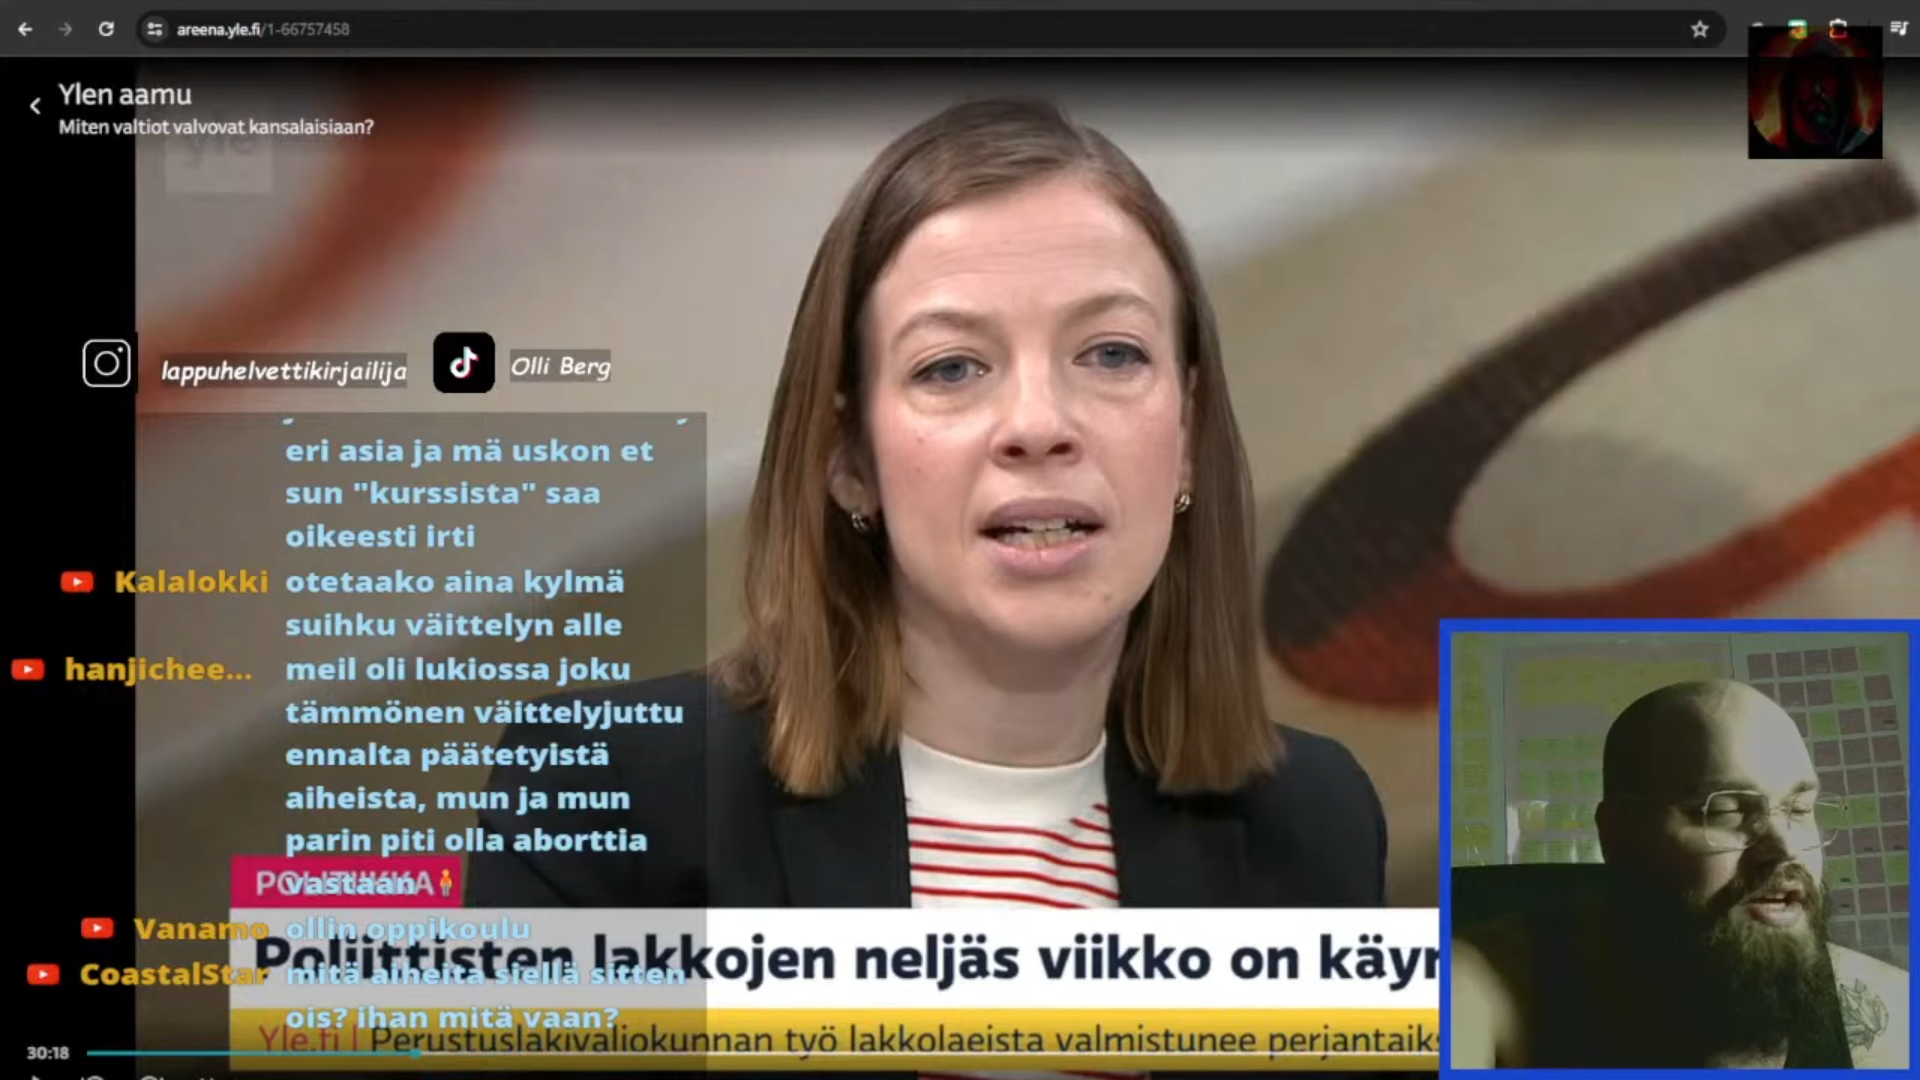 areena.yle.fi/1-66757458
Ylen aamu
Miten valtiot valvovat kansalaisiaan?
yle
lappuhelvettikirjailija
Olli Berg
eri asia ja mä uskon et
sun "kurssista" saa
oikeesti irti
Kalalokki otetaako aina kylmä
suihku väittelyn alle
hanjichee... meil oli lukiossa joku
tämmönen väittelyjuttu
ennalta päätetyistä
aiheista, mun ja mun
parin piti olla aborttia
vastaan
POLITIIKKA
Vanamo ollin oppikoulu
Poliittisten lakkojen neljäs viikko on käyn
CoastalStar mitä aiheita siellä sitten
ois? ihan mitä vaan?
Yle.fi | Perustuslakivaliokunnan työ lakkolaeista valmistunee perjantaiks
30:18